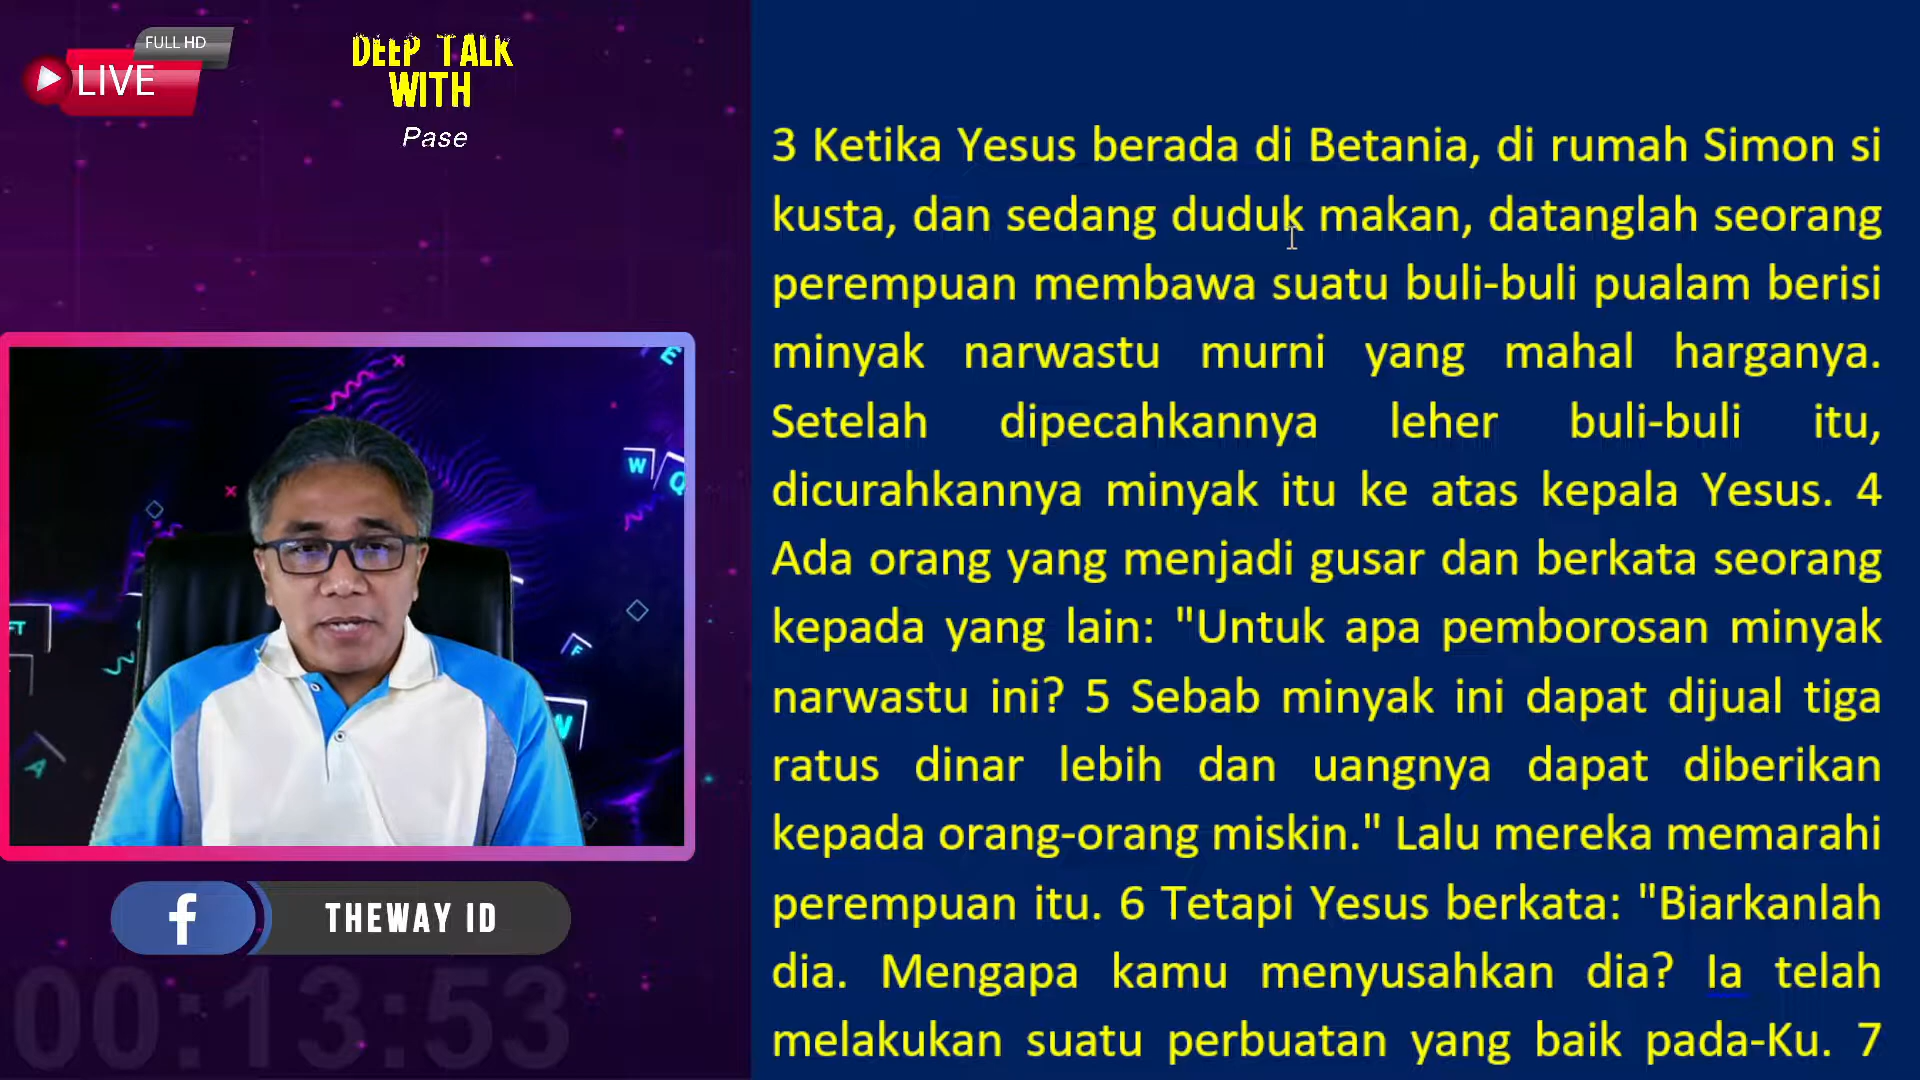 FULL HD
LIVE
DEEP TALK
WITH
Pase
3 Ketika Yesus berada di Betania, di rumah Simon si
kusta, dan sedang duduk makan, datanglah seorang
perempuan membawa suatu buli-buli pualam berisi
minyak narwastu murni yang mahal harganya.
Setelah dipecahkannya leher buli-buli itu,
dicurahkannya minyak itu ke atas kepala Yesus. 4
Ada orang yang menjadi gusar dan berkata seorang
kepada yang lain: "Untuk apa pemborosan minyak
narwastu ini? 5 Sebab minyak ini dapat dijual tiga
ratus dinar lebih dan uangnya dapat diberikan
kepada orang-orang miskin." Lalu mereka memarahi
perempuan itu. 6 Tetapi Yesus berkata: "Biarkanlah
dia. Mengapa kamu menyusahkan dia? Ia telah
melakukan suatu perbuatan yang baik pada-Ku. 7
E
W
Q
FT
F
W
A
f THEWAY ID
00:13:53